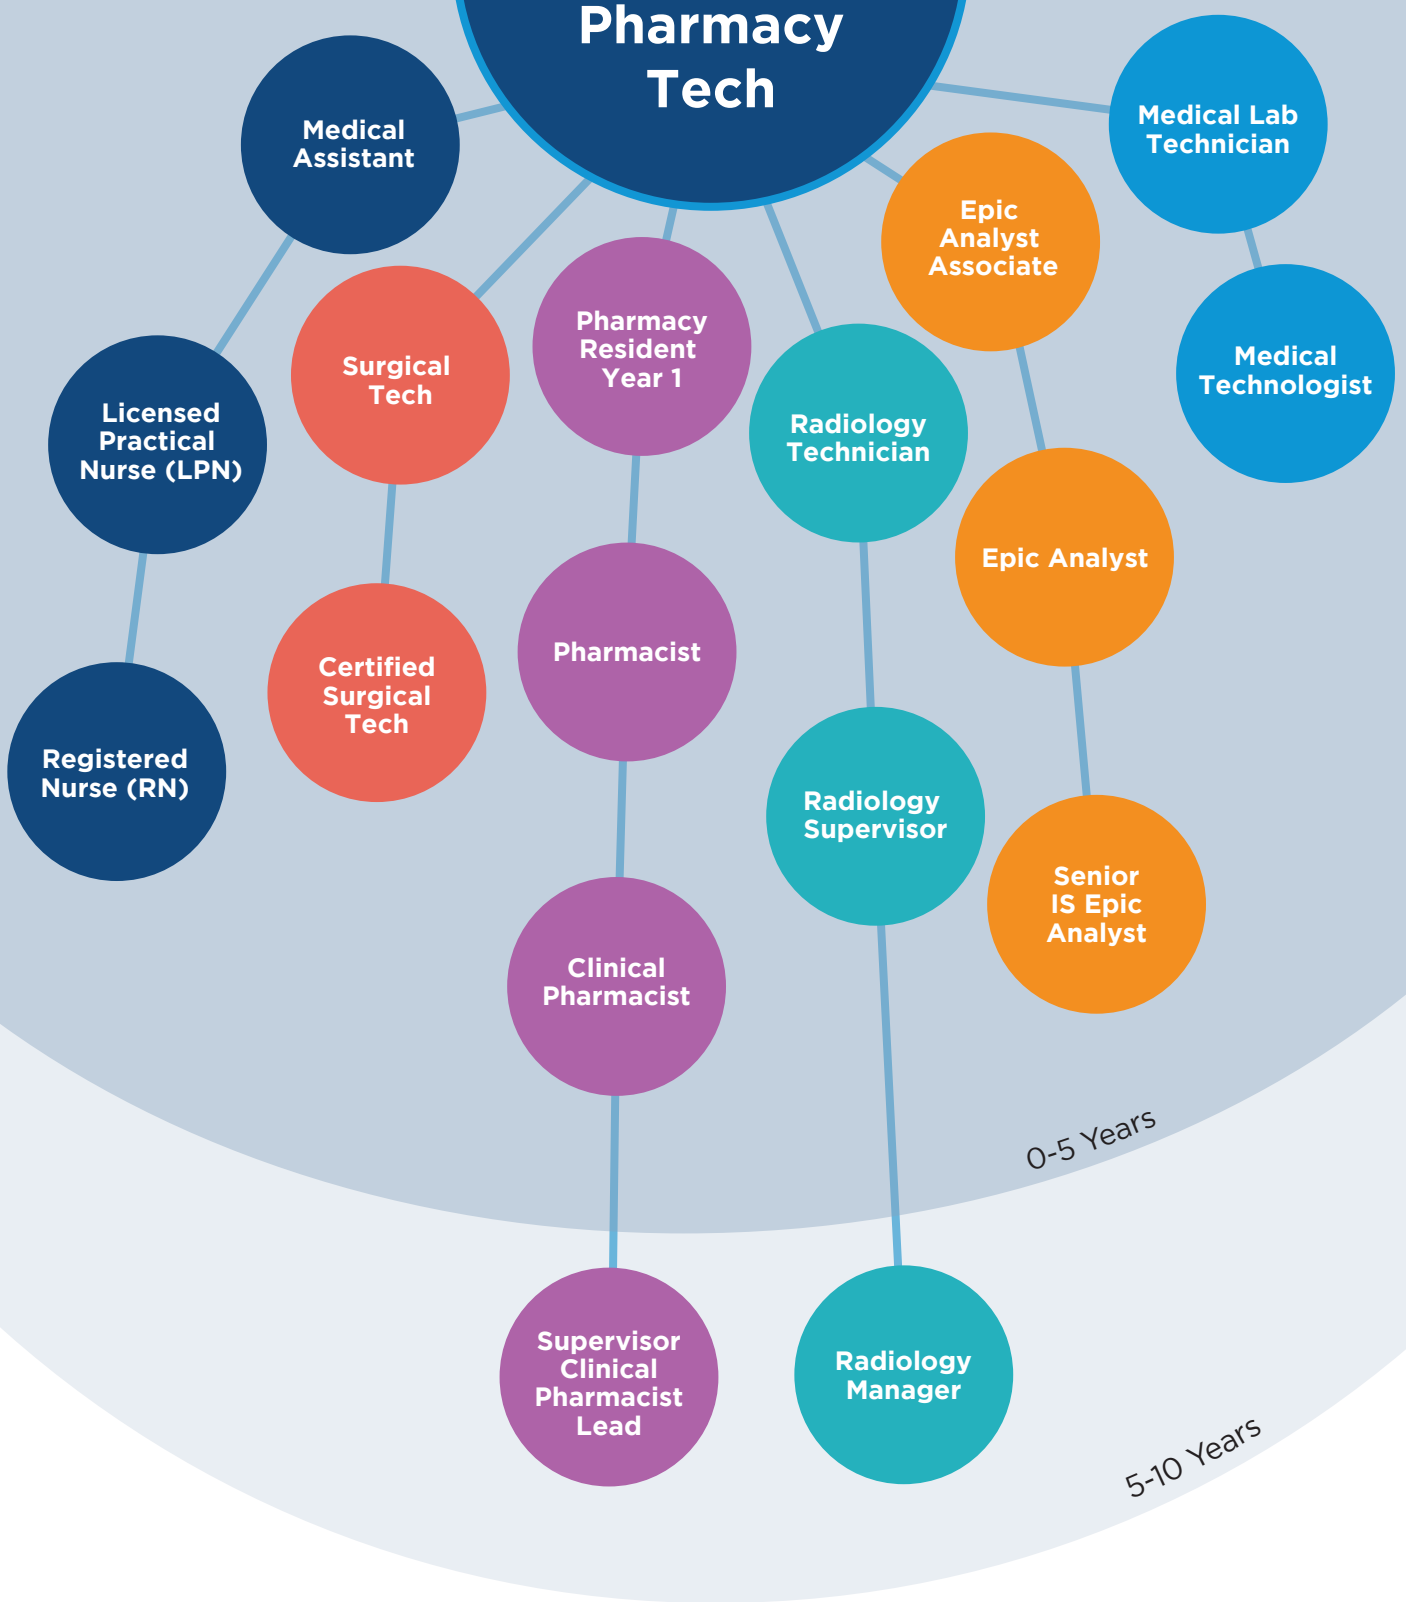 Pharmacy
Tech
Medical
Assistant
Licensed
Practical
Nurse (LPN)
Registered
Nurse (RN)
Surgical
Tech
Certified
Surgical
Tech
Pharmacy
Resident
Year 1
Pharmacist
Clinical
Pharmacist
Supervisor
Clinical
Pharmacist
Lead
Radiology
Technician
Radiology
Supervisor
Radiology
Manager
Epic
Analyst
Associate
Epic Analyst
Senior
IS Epic
Analyst
Medical Lab
Technician
Medical
Technologist
0-5 Years
5-10 Years